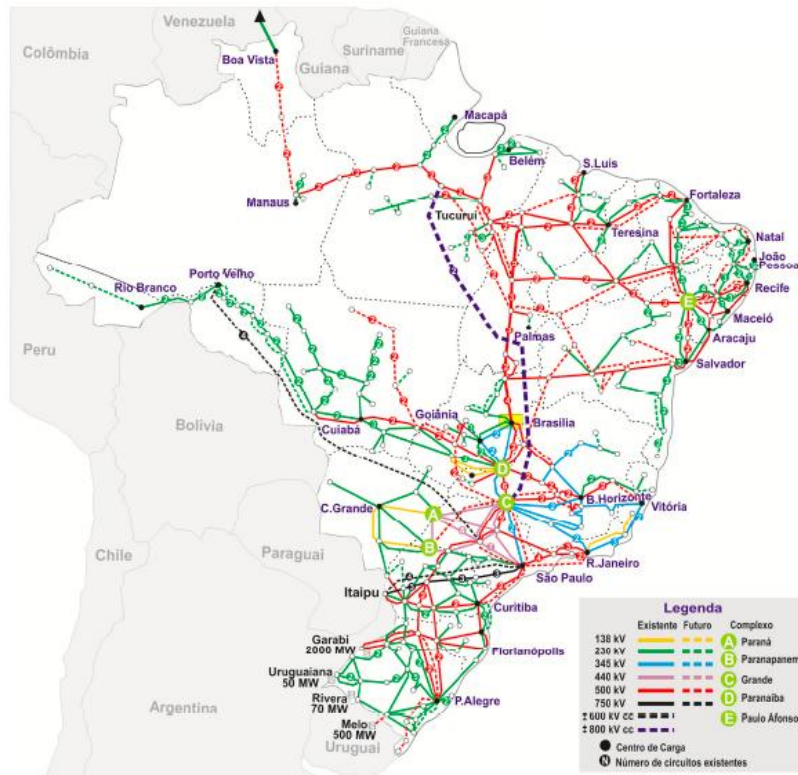 Venezuela
Guiana
Francesa
Suriname
Colômbia
Boa Vista
Guiana
Macapá
Belém
S.Luis
Manaus
Fortaleza
Tucuruí
Teresina
Natal
João
Pessoa
Porto Velho
Rio Branco
Recife
E
Maceió
Palmas
Aracaju
Peru
Salvador
Goiânia
Brasília
Cuiabá
Bolívia
D
B.Horizonte
C
C.Grande
A
Vitória
B
Chile
Paraguai
R.Janeiro
São Paulo
Itaipu
Curitiba
Garabi
2000 MW
Florianópolis
Uruguaiana
50 MW
Rivera
70 MW
P.Alegre
Argentina
Melo
500 MW
Uruguai
Legenda
Existente Futuro Complexo
138 kV A Paraná
230 kV
345 kV B Paranapanem
440 kV C Grande
500 kV D Paranaíba
750 kV
±600 kV cc E Paulo Afonso
±800 kV cc
Centro de Carga
N Número de circuitos existentes